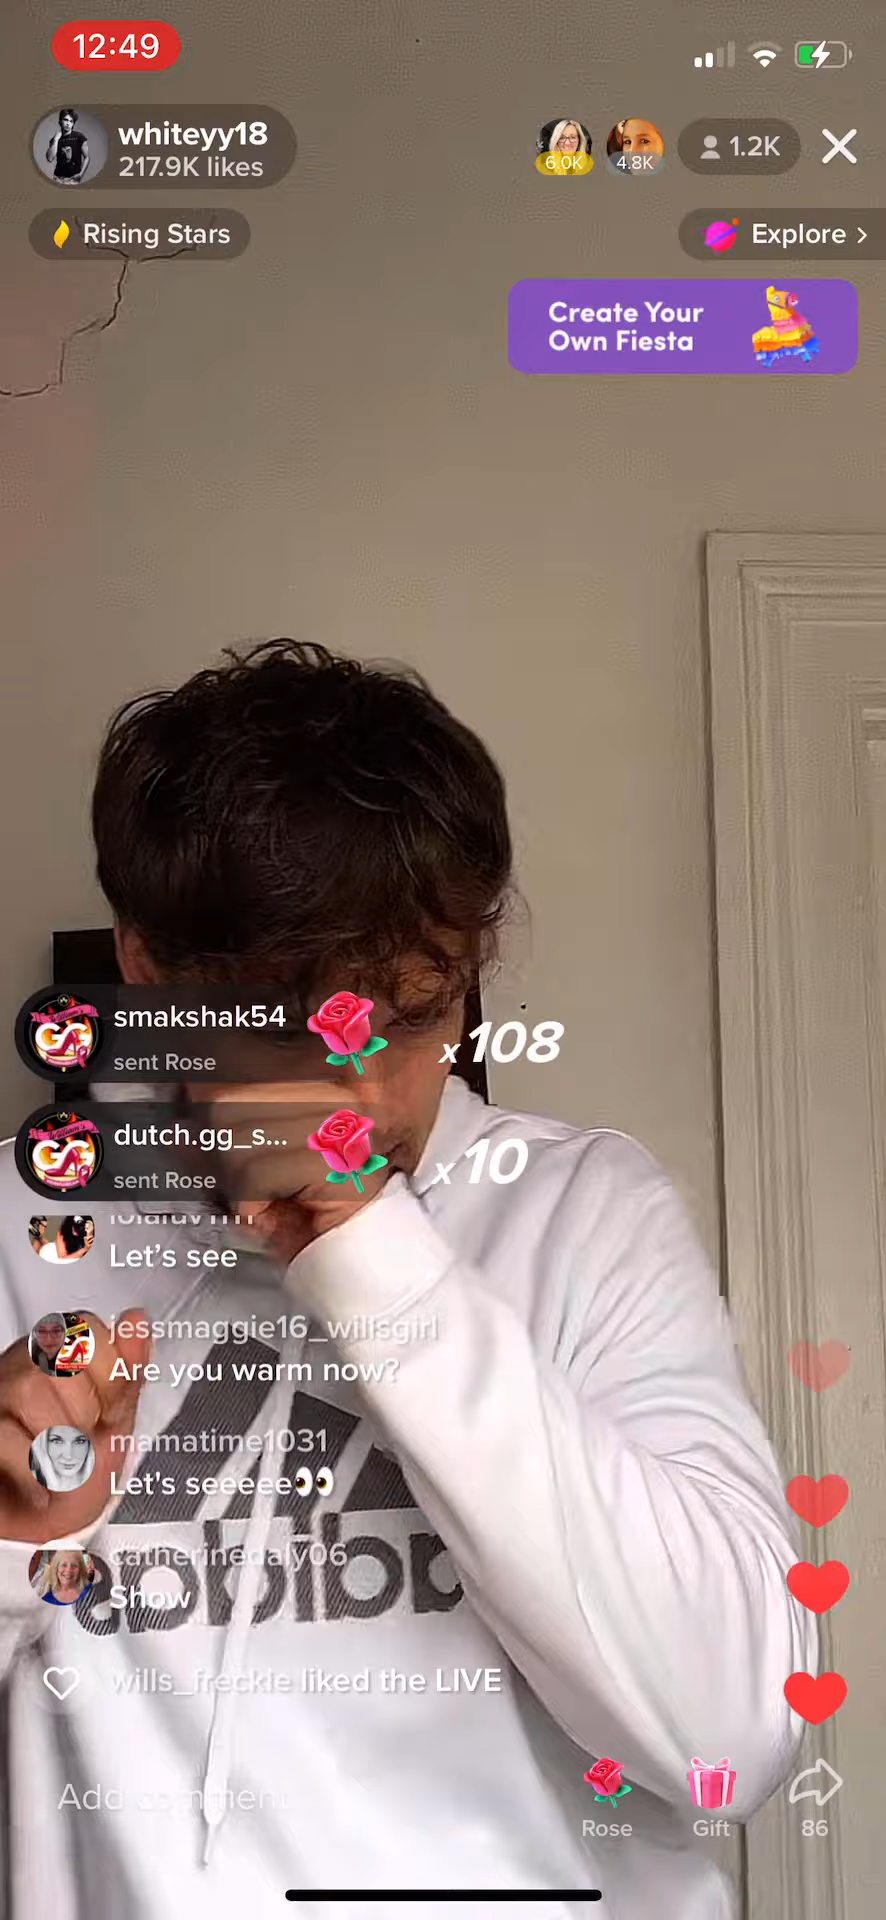 12:49
whiteyy18
217.9K likes
6.0K
4.8K
1.2K
Rising Stars
Explore >
Create Your
Own Fiesta
smakshak54
sent Rose
x108
dutch.gg_s...
sent Rose
x10
Let's see
jessmaggie16_willsgirl
Are you warm now?
mamatime1031
Let's seeeee👀
catherinedaly06
Show
adidas
wills_freckle liked the LIVE
Add comment
Rose
Gift
86